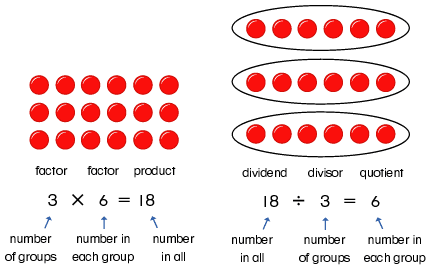 factor factor product
3 × 6 = 18
number of groups
number in each group
number in all
dividend divisor quotient
18 ÷ 3 = 6
number in all
number of groups
number in each group